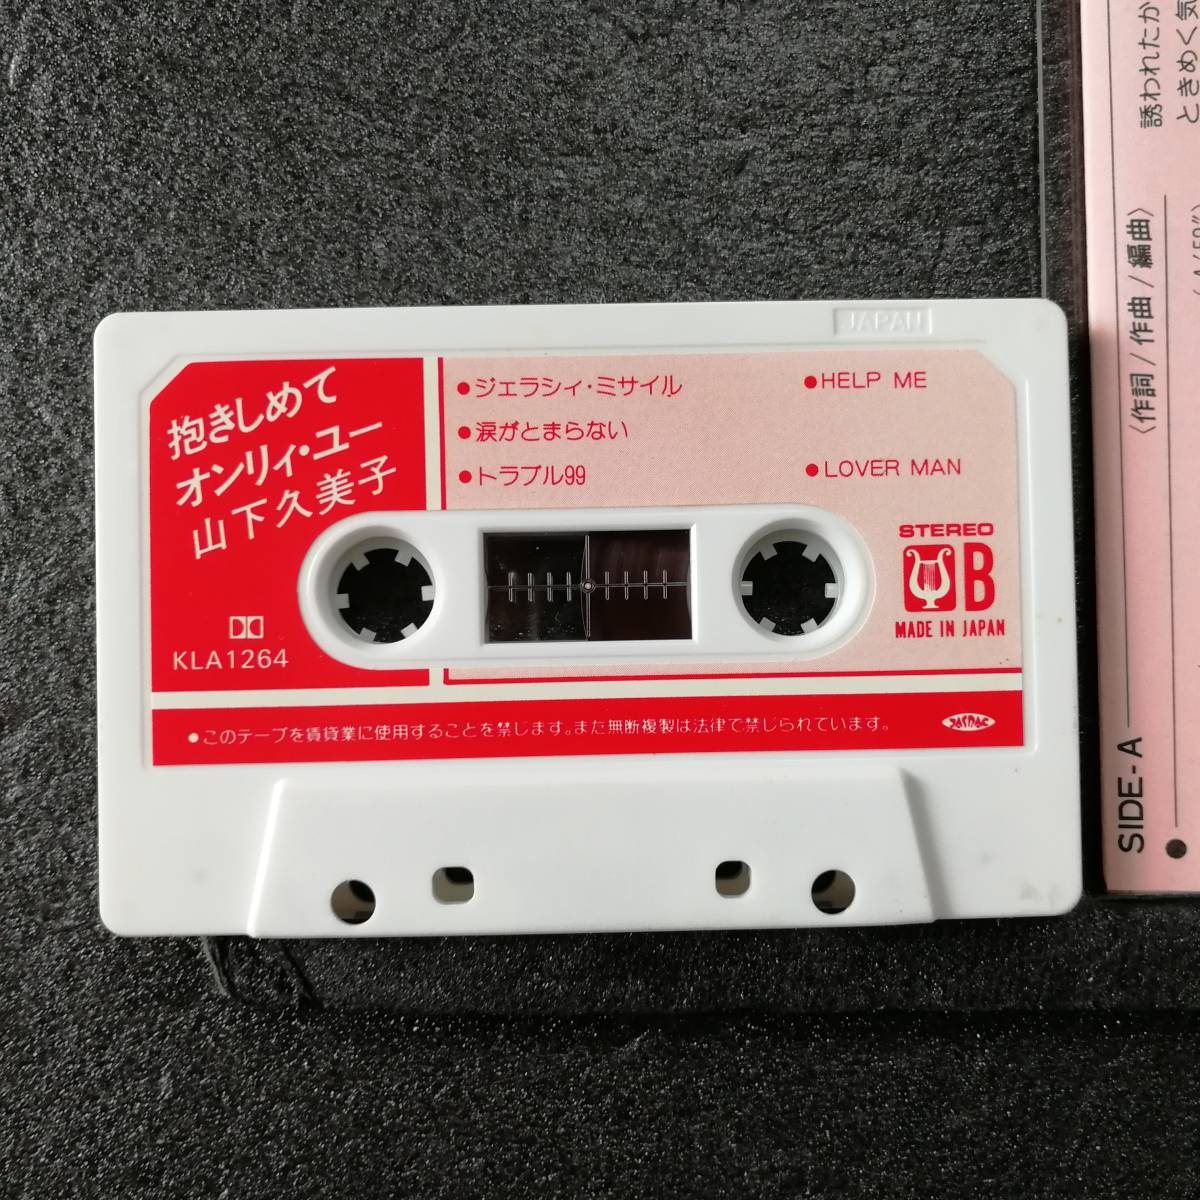 JAPAN
抱きしめて
オンリィ・ユー
山下久美子
KLA1264
●ジェラシィ・ミサイル
●涙がとまらない
●トラブル99
●HELP ME
●LOVER MAN
STEREO
B
MADE IN JAPAN
●このテープを賃貸業に使用することを禁じます。また無断複製は法律で禁じられています。
SIDE-A
〈作詞/作曲/編曲〉
誘われたか
ときめく気